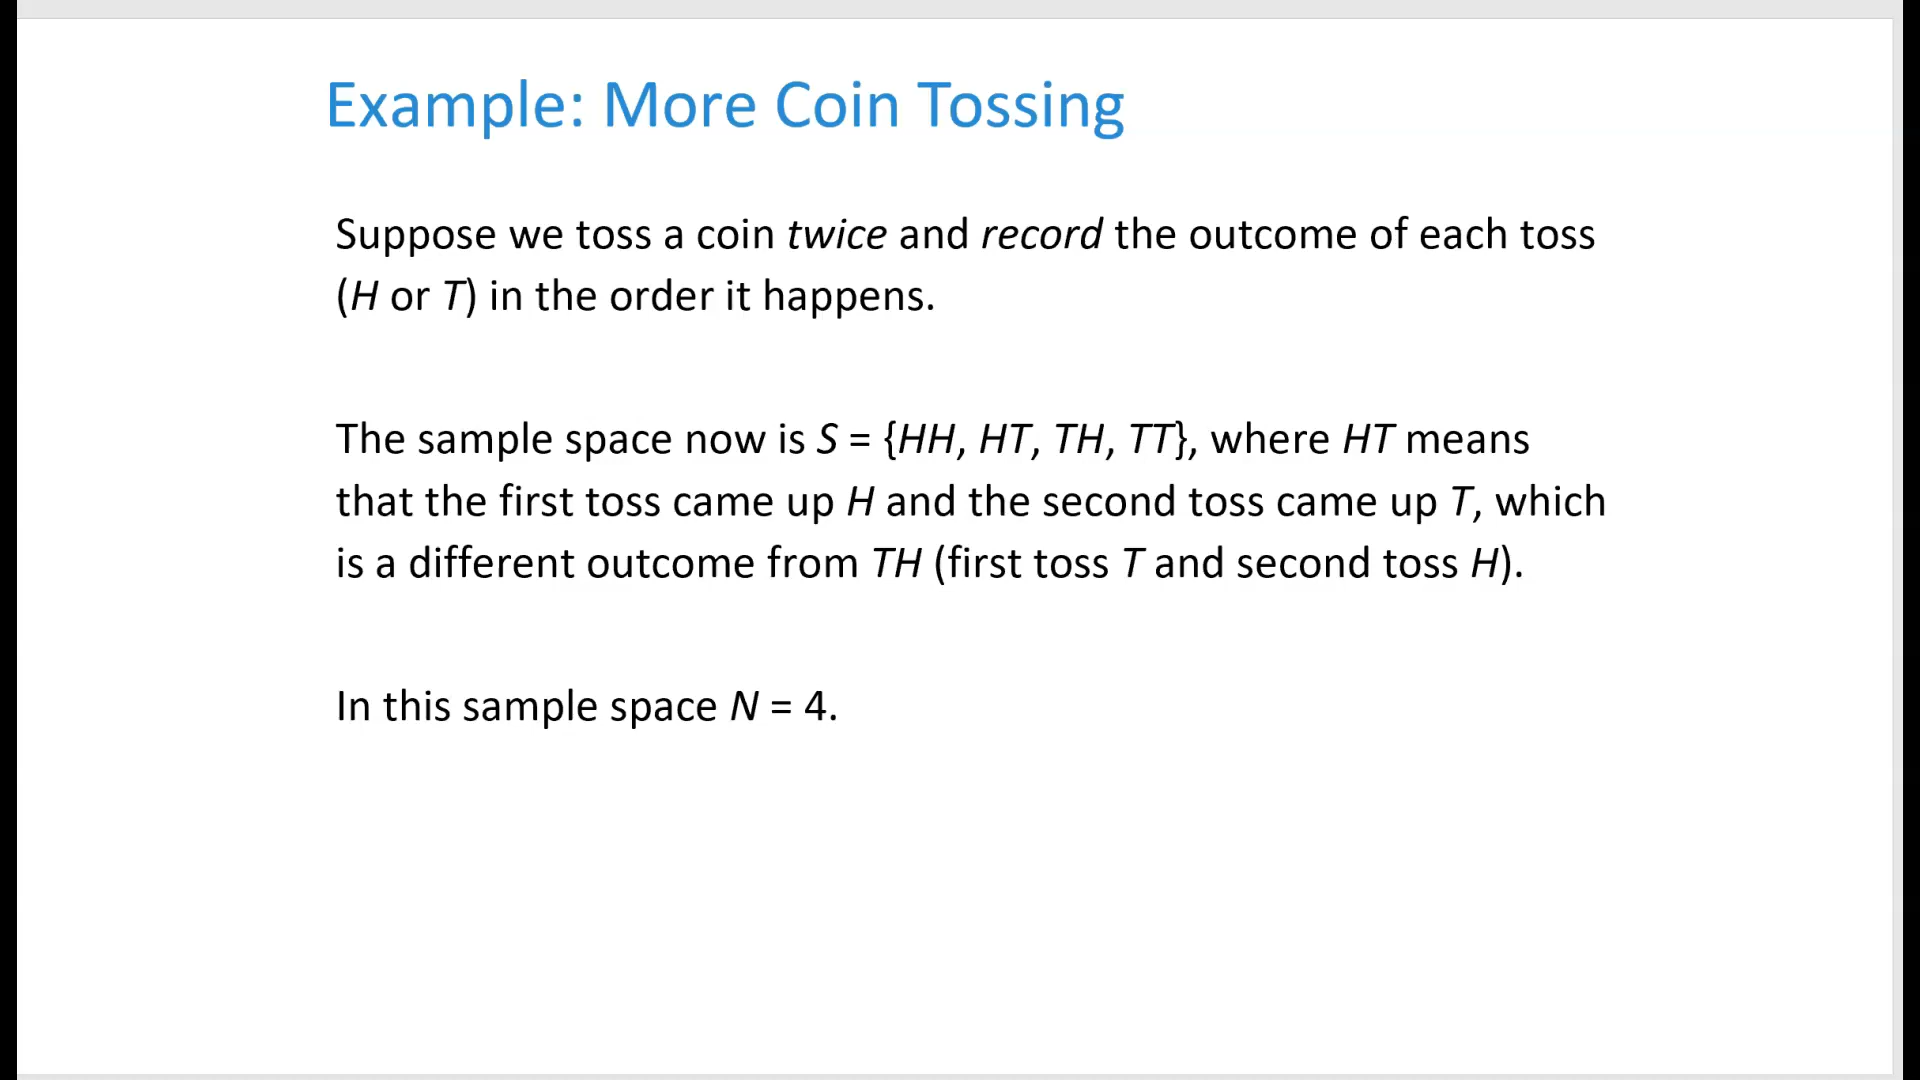 Example: More Coin Tossing
Suppose we toss a coin twice and record the outcome of each toss
(H or T) in the order it happens.
The sample space now is S = {HH, HT, TH, TT}, where HT means
that the first toss came up H and the second toss came up T, which
is a different outcome from TH (first toss T and second toss H).
In this sample space N = 4.